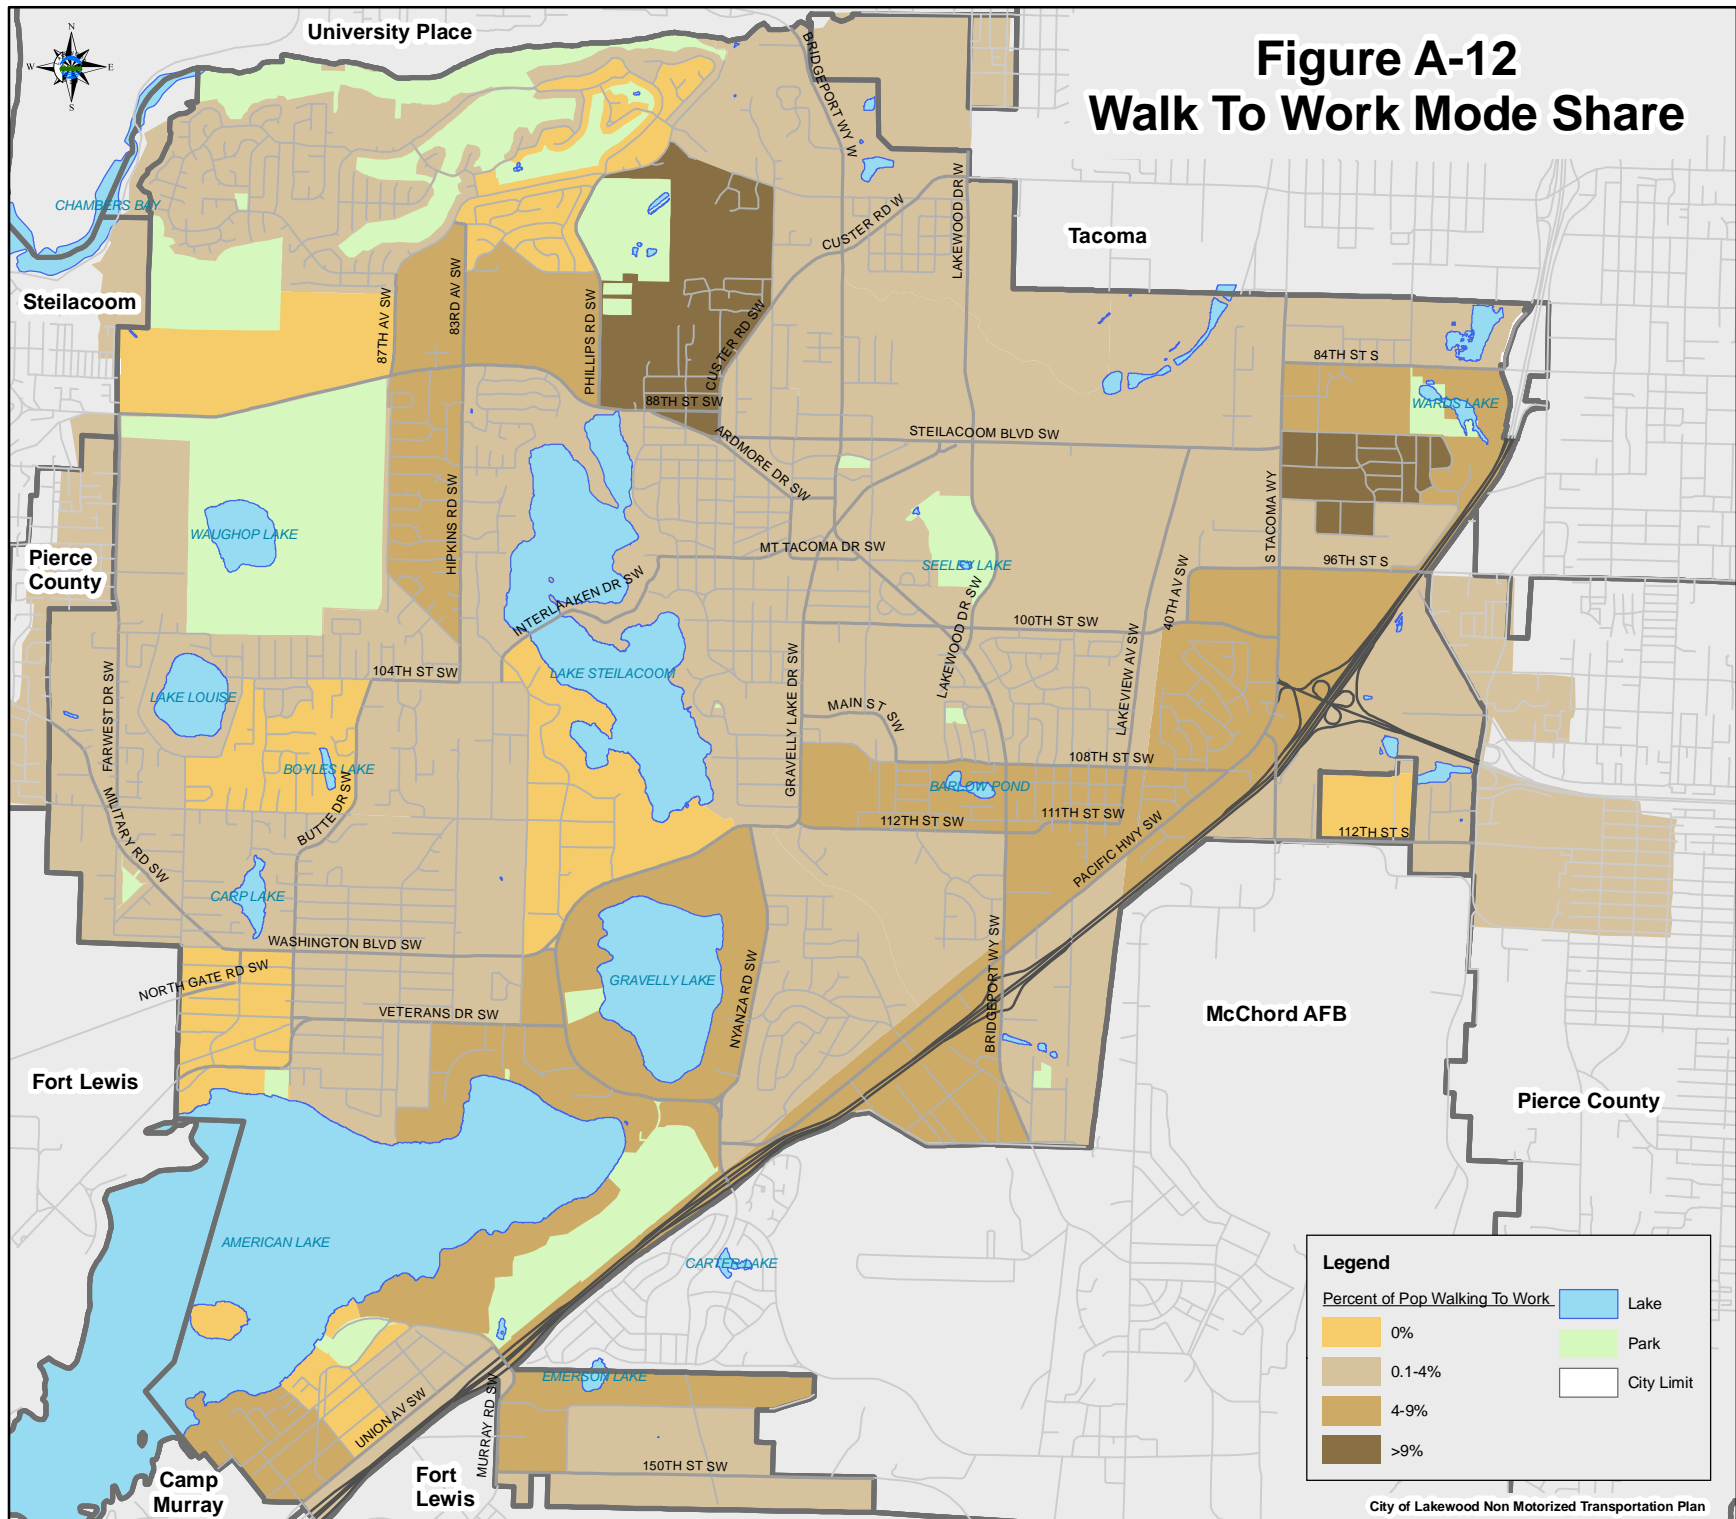 Figure A-12
Walk To Work Mode Share
N
W
E
S
University Place
CHAMBERS BAY
Steilacoom
Tacoma
BRIDGEPORT WY W
LAKEWOOD DR W
CUSTER RD W
87TH AV SW
83RD AV SW
PHILLIPS RD SW
CUSTER RD SW
88TH ST SW
84TH ST S
WARDS LAKE
ARDMORE DR SW
STEILACOOM BLVD SW
HIPKINS RD SW
WAUGHOP LAKE
MT TACOMA DR SW
S TACOMA WY
Pierce
County
SEELEY LAKE
96TH ST S
INTERLAAKEN DR SW
40TH AV SW
100TH ST SW
LAKEWOOD DR SW
104TH ST SW
LAKE STEILACOOM
LAKE LOUISE
FARWEST DR SW
GRAVELLY LAKE DR SW
MAIN ST SW
LAKEVIEW AV SW
108TH ST SW
BOYLES LAKE
BUTTE DR SW
BARLOW POND
MILITARY RD SW
112TH ST SW
111TH ST SW
112TH ST S
PACIFIC HWY SW
CARP LAKE
WASHINGTON BLVD SW
NORTH GATE RD SW
GRAVELLY LAKE
NYANZA RD SW
BRIDGEPORT WY SW
VETERANS DR SW
McChord AFB
Fort Lewis
Pierce County
AMERICAN LAKE
CARTER LAKE
EMERSON LAKE
UNION AV SW
MURRAY RD SW
150TH ST SW
Camp
Murray
Fort
Lewis
Legend
Percent of Pop Walking To Work
0%
0.1-4%
4-9%
>9%
Lake
Park
City Limit
City of Lakewood Non Motorized Transportation Plan